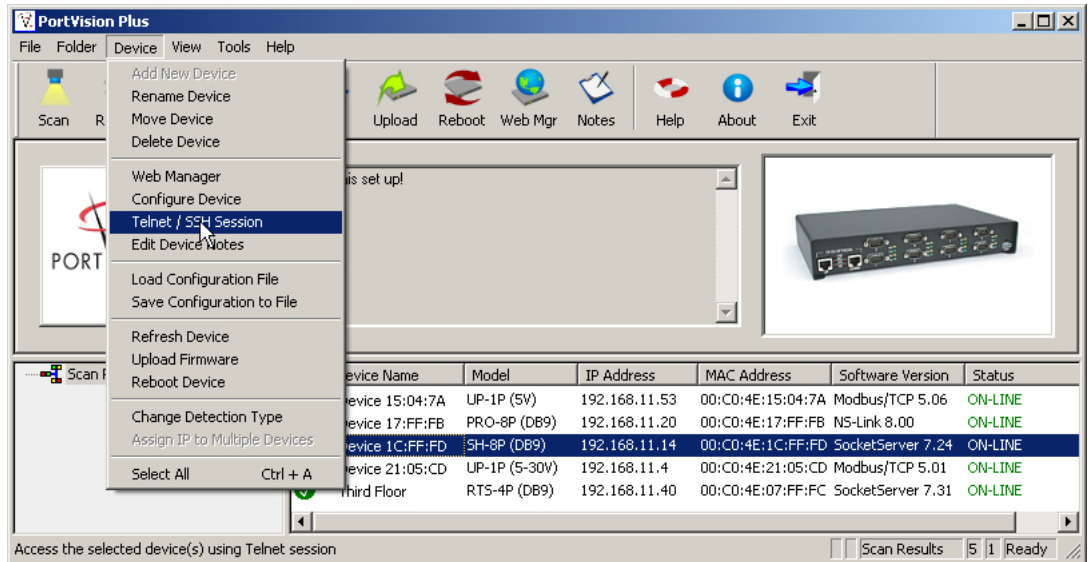 PortVision Plus
File Folder Device View Tools Help
Add New Device
Rename Device
Move Device
Delete Device
Web Manager
Configure Device
Telnet / SSH Session
Edit Device Notes
Load Configuration File
Save Configuration to File
Refresh Device
Upload Firmware
Reboot Device
Change Detection Type
Assign IP to Multiple Devices
Select All Ctrl + A
Scan R Upload Reboot Web Mgr Notes Help About Exit
PORT
his set up!
Scan
evice Name Model IP Address MAC Address Software Version Status
evice 15:04:7A UP-1P (5V) 192.168.11.53 00:C0:4E:15:04:7A Modbus/TCP 5.06 ON-LINE
evice 17:FF:FB PRO-8P (DB9) 192.168.11.20 00:C0:4E:17:FF:FB NS-Link 8.00 ON-LINE
evice 1C:FF:FD SH-8P (DB9) 192.168.11.14 00:C0:4E:1C:FF:FD SocketServer 7.24 ON-LINE
evice 21:05:CD UP-1P (5-30V) 192.168.11.4 00:C0:4E:21:05:CD Modbus/TCP 5.01 ON-LINE
Third Floor RTS-4P (DB9) 192.168.11.40 00:C0:4E:07:FF:FC SocketServer 7.31 ON-LINE
Access the selected device(s) using Telnet session Scan Results 5 1 Ready